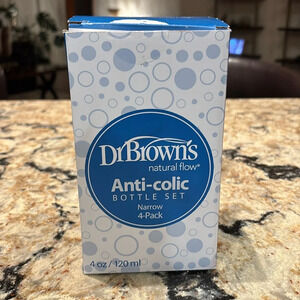 Dr Brown's
natural flow®
Anti-colic
BOTTLE SET
Narrow
4-Pack
4 oz / 120 ml